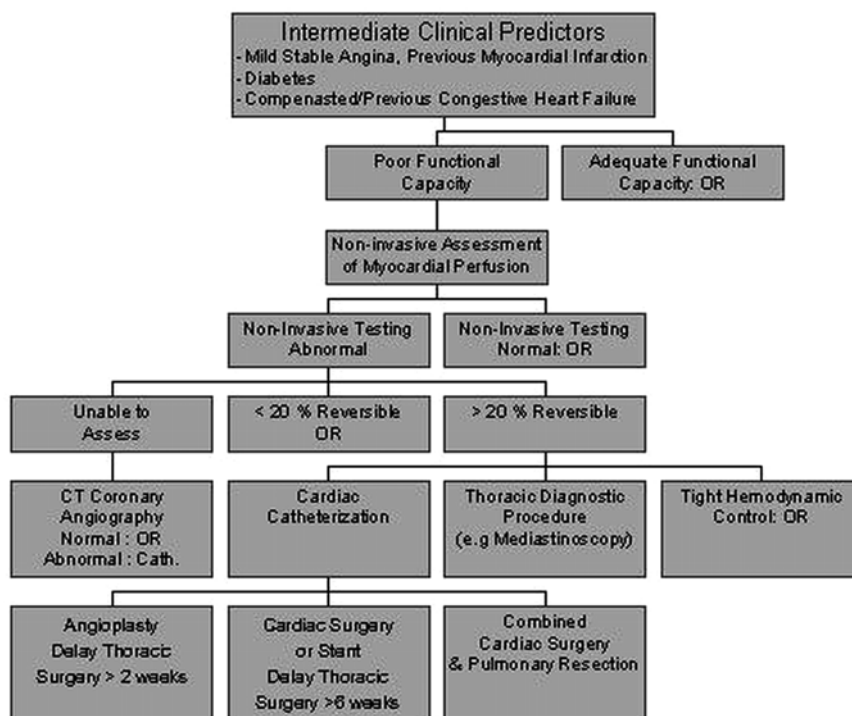 Intermediate Clinical Predictors
- Mild Stable Angina, Previous Myocardial Infarction
- Diabetes
- Compenasted/Previous Congestive Heart Failure
Poor Functional
Capacity
Adequate Functional
Capacity: OR
Non-invasive Assessment
of Myocardial Perfusion
Non-Invasive Testing
Abnormal
Non-Invasive Testing
Normal: OR
Unable to
Assess
< 20 % Reversible
OR
> 20 % Reversible
CT Coronary
Angiography
Normal : OR
Abnormal : Cath.
Cardiac
Catheterization
Thoracic Diagnostic
Procedure
(e.g Mediastinoscopy)
Tight Hemodynamic
Control: OR
Angioplasty
Delay Thoracic
Surgery > 2 weeks
Cardiac Surgery
or Stent
Delay Thoracic
Surgery >6 weeks
Combined
Cardiac Surgery
& Pulmonary Resection